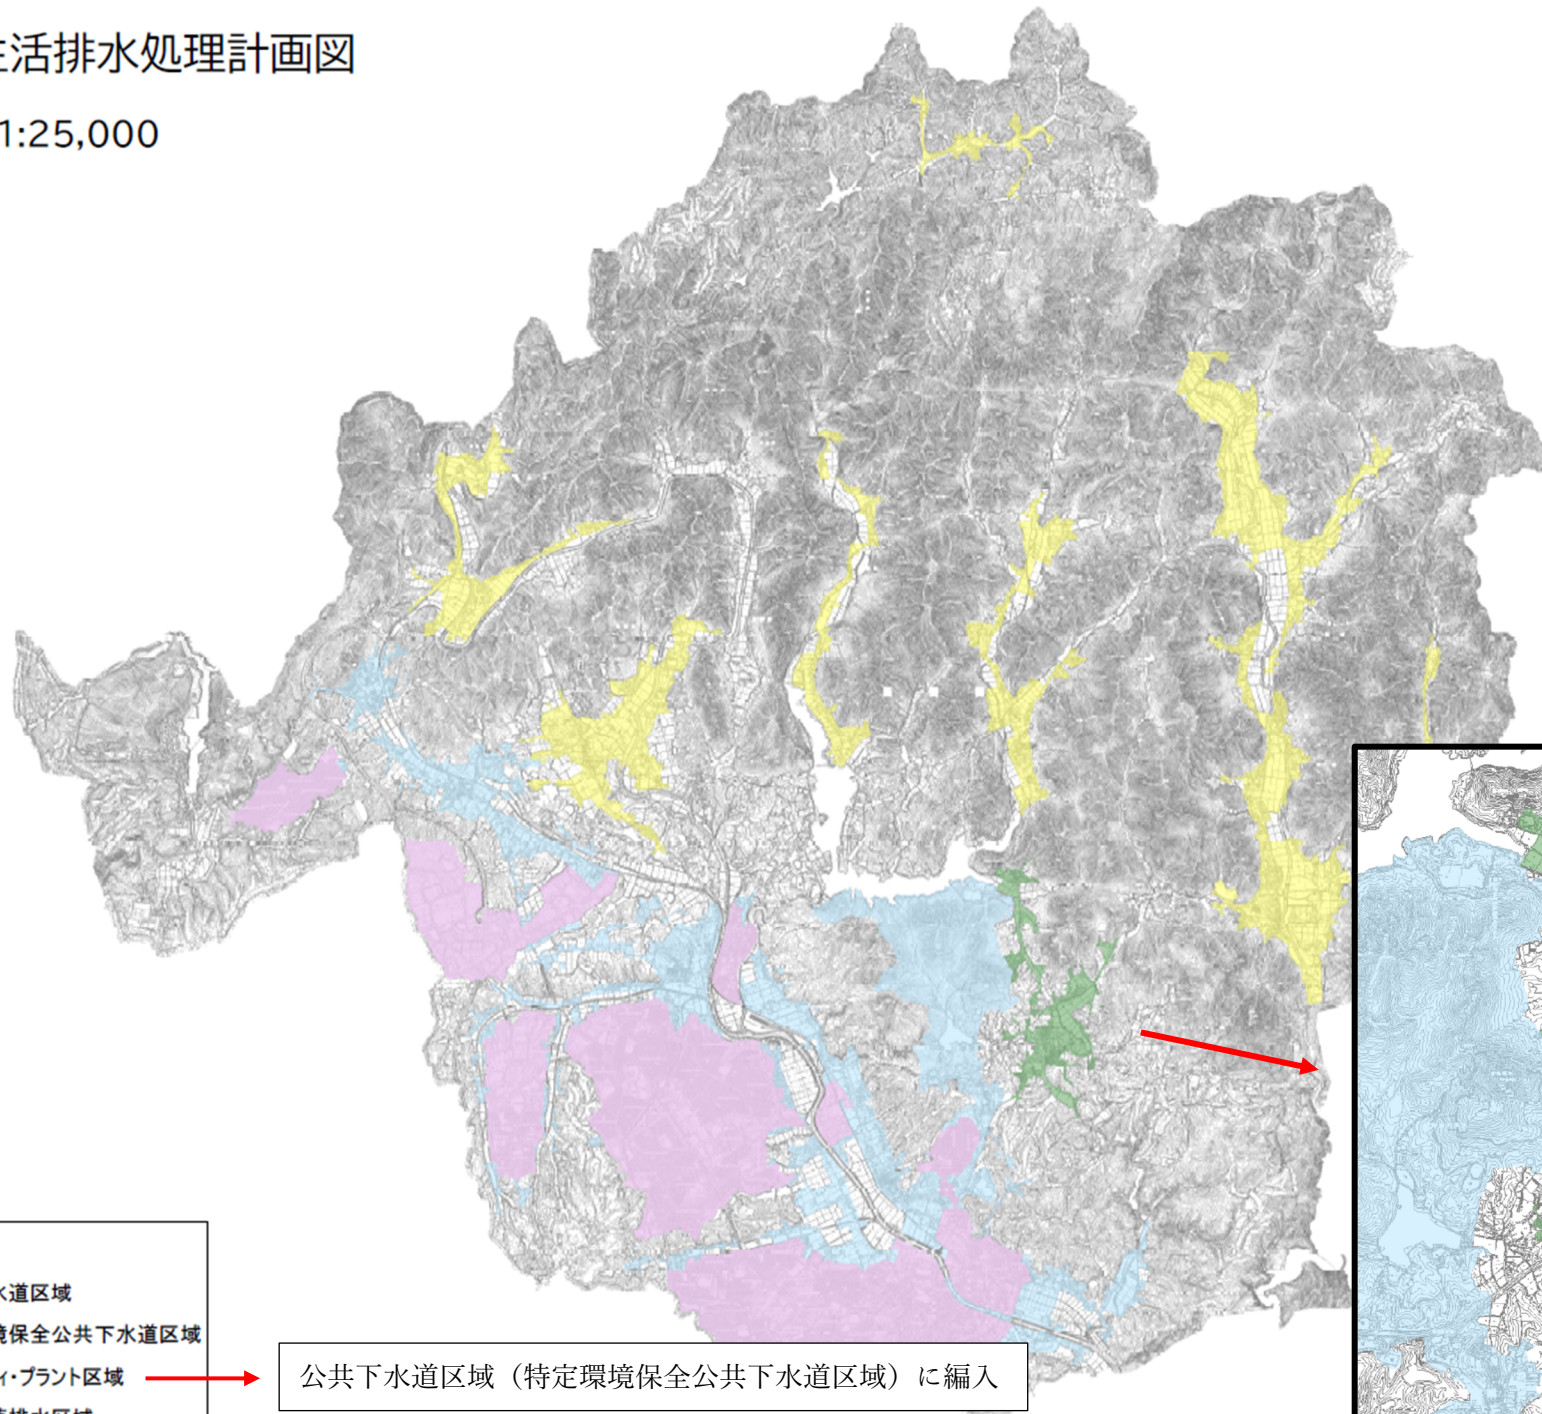 生活排水処理計画図
1:25,000
水道区域
境保全公共下水道区域
ィ・プラント区域
公共下水道区域（特定環境保全公共下水道区域）に編入